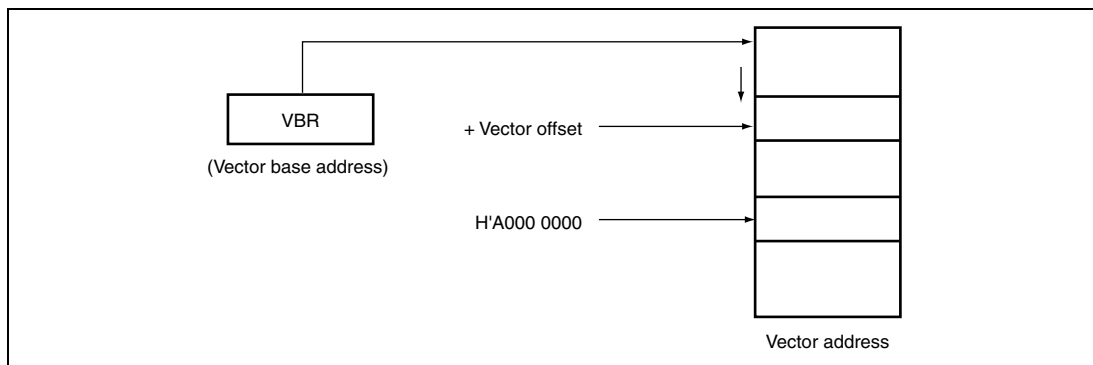 VBR
(Vector base address)
+ Vector offset
H'A000 0000
Vector address